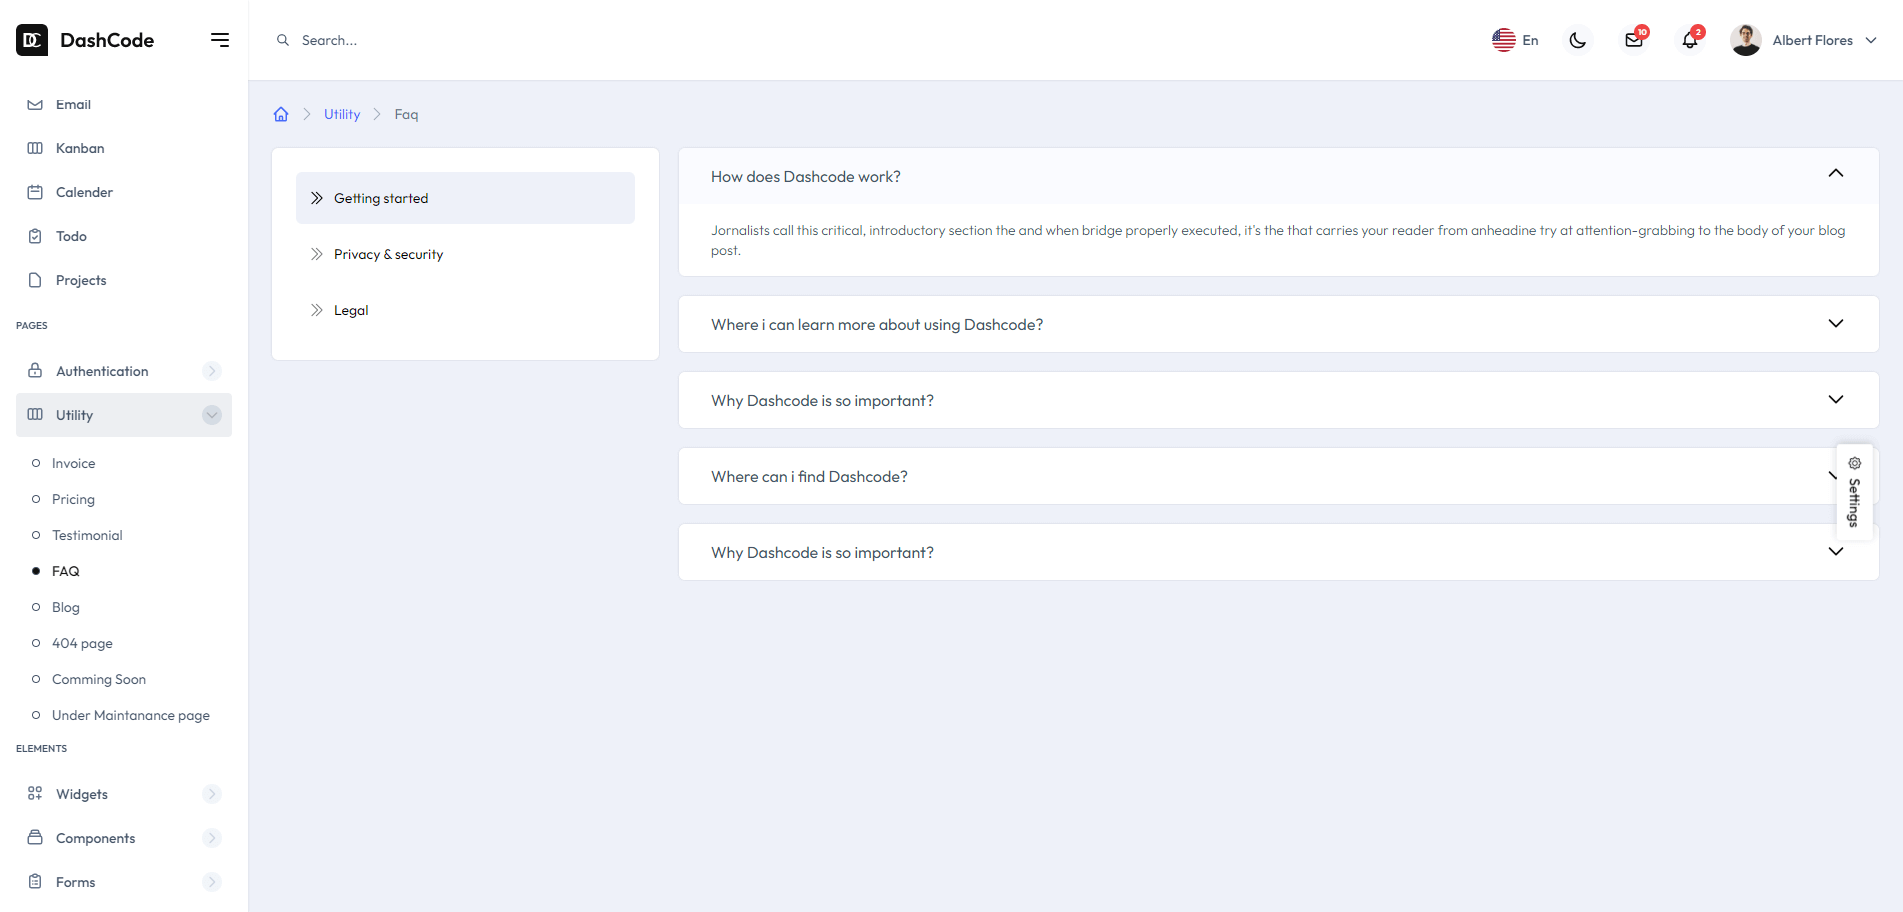 DC DashCode
Search...
En
10
2
Albert Flores
Email
Kanban
Calender
Todo
Projects
PAGES
Authentication
Utility
Invoice
Pricing
Testimonial
FAQ
Blog
404 page
Comming Soon
Under Maintanance page
ELEMENTS
Widgets
Components
Forms
Utility
Faq
Getting started
Privacy & security
Legal
How does Dashcode work?
Jornalists call this critical, introductory section the and when bridge properly executed, it's the that carries your reader from anheadine try at attention-grabbing to the body of your blog
post.
Where i can learn more about using Dashcode?
Why Dashcode is so important?
Where can i find Dashcode?
Why Dashcode is so important?
Settings